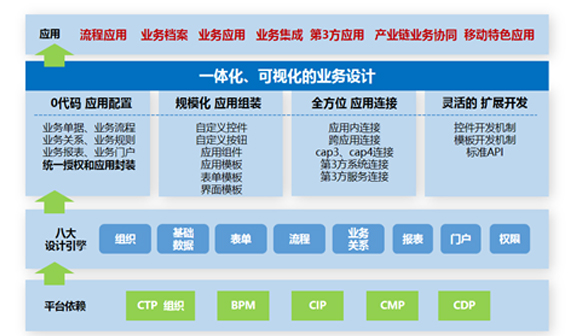 应用 流程应用 业务档案 业务应用 业务集成 第3方应用 产业链业务协同 移动特色应用
一体化、可视化的业务设计
0代码 应用配置
业务单据、业务流程
业务关系、业务规则
业务报表、业务门户
统一授权和应用封装
规模化 应用组装
自定义控件
自定义按钮
应用组件
应用模板
表单模板
界面模板
全方位 应用连接
应用内连接
跨应用连接
cap3、cap4连接
第3方系统连接
第3方服务连接
灵活的 扩展开发
控件开发机制
模板开发机制
标准API
八大
设计引擎
组织
基础
数据
表单
流程
业务
关系
报表
门户
权限
平台依赖
CTP 组织
BPM
CIP
CMP
CDP